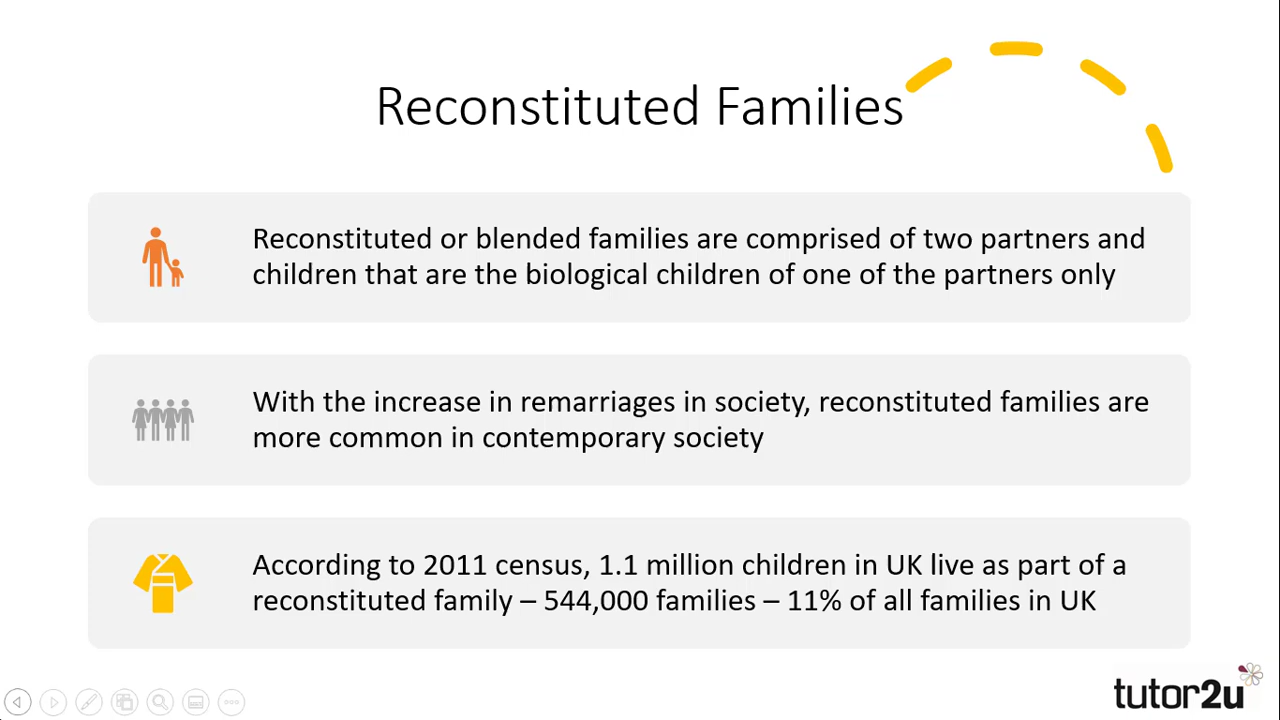 Reconstituted Families
Reconstituted or blended families are comprised of two partners and
children that are the biological children of one of the partners only
With the increase in remarriages in society, reconstituted families are
more common in contemporary society
According to 2011 census, 1.1 million children in UK live as part of a
reconstituted family – 544,000 families – 11% of all families in UK
tutor2u